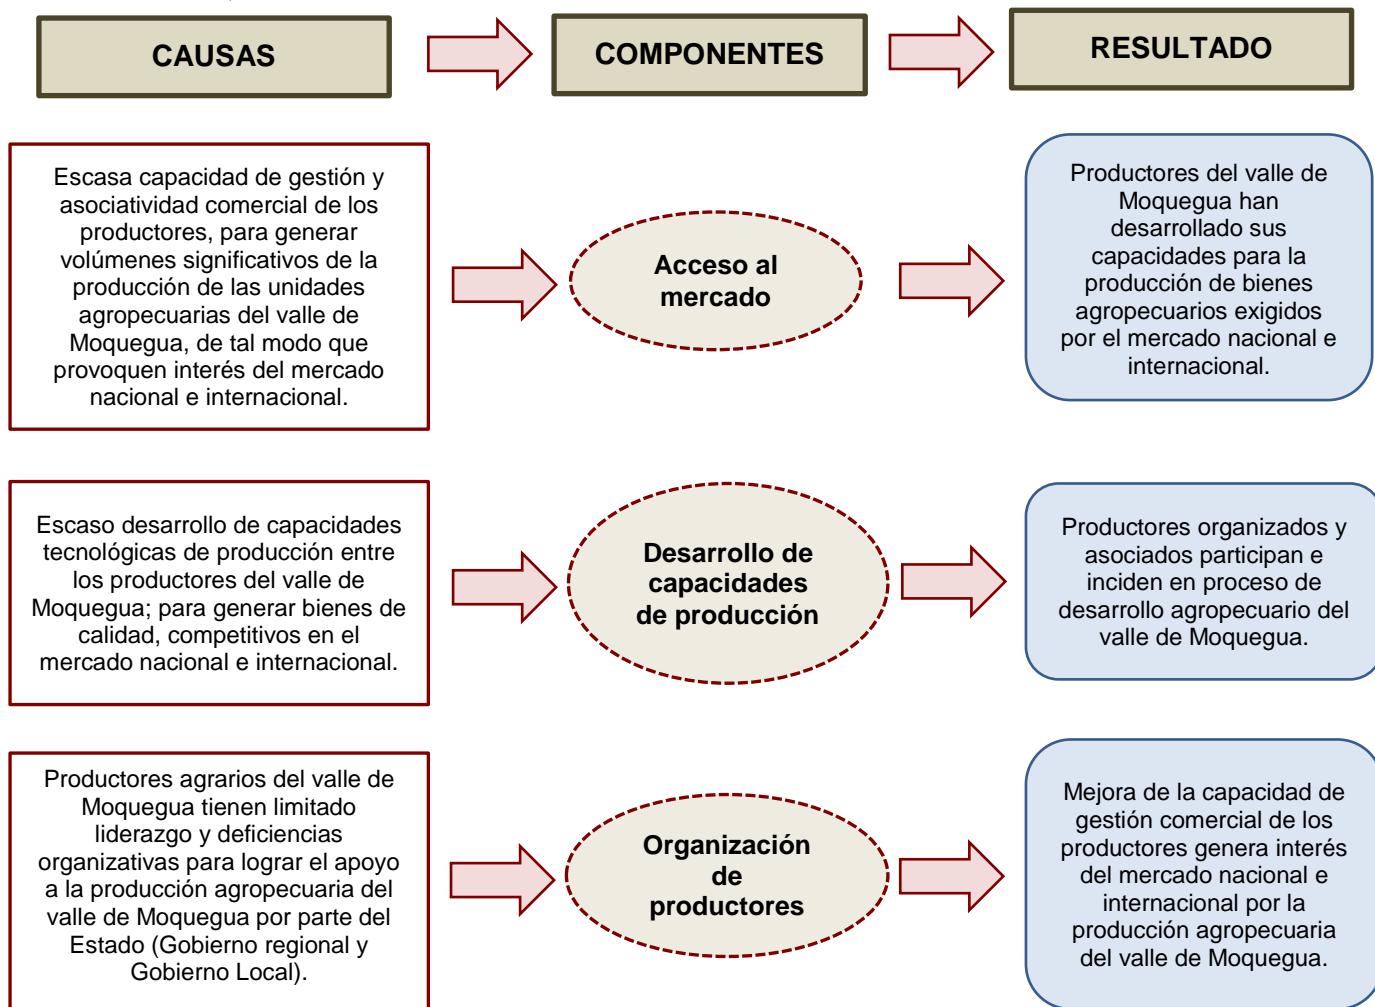 CAUSAS
COMPONENTES
RESULTADO
Escasa capacidad de gestión y
asociatividad comercial de los
productores, para generar
volúmenes significativos de la
producción de las unidades
agropecuarias del valle de
Moquegua, de tal modo que
provoquen interés del mercado
nacional e internacional.
Acceso al
mercado
Productores del valle de
Moquegua han
desarrollado sus
capacidades para la
producción de bienes
agropecuarios exigidos
por el mercado nacional e
internacional.
Escaso desarrollo de capacidades
tecnológicas de producción entre
los productores del valle de
Moquegua; para generar bienes de
calidad, competitivos en el
mercado nacional e internacional.
Desarrollo de
capacidades
de producción
Productores organizados y
asociados participan e
inciden en proceso de
desarrollo agropecuario del
valle de Moquegua.
Productores agrarios del valle de
Moquegua tienen limitado
liderazgo y deficiencias
organizativas para lograr el apoyo
a la producción agropecuaria del
valle de Moquegua por parte del
Estado (Gobierno regional y
Gobierno Local).
Organización
de
productores
Mejora de la capacidad de
gestión comercial de los
productores genera interés
del mercado nacional e
internacional por la
producción agropecuaria
del valle de Moquegua.